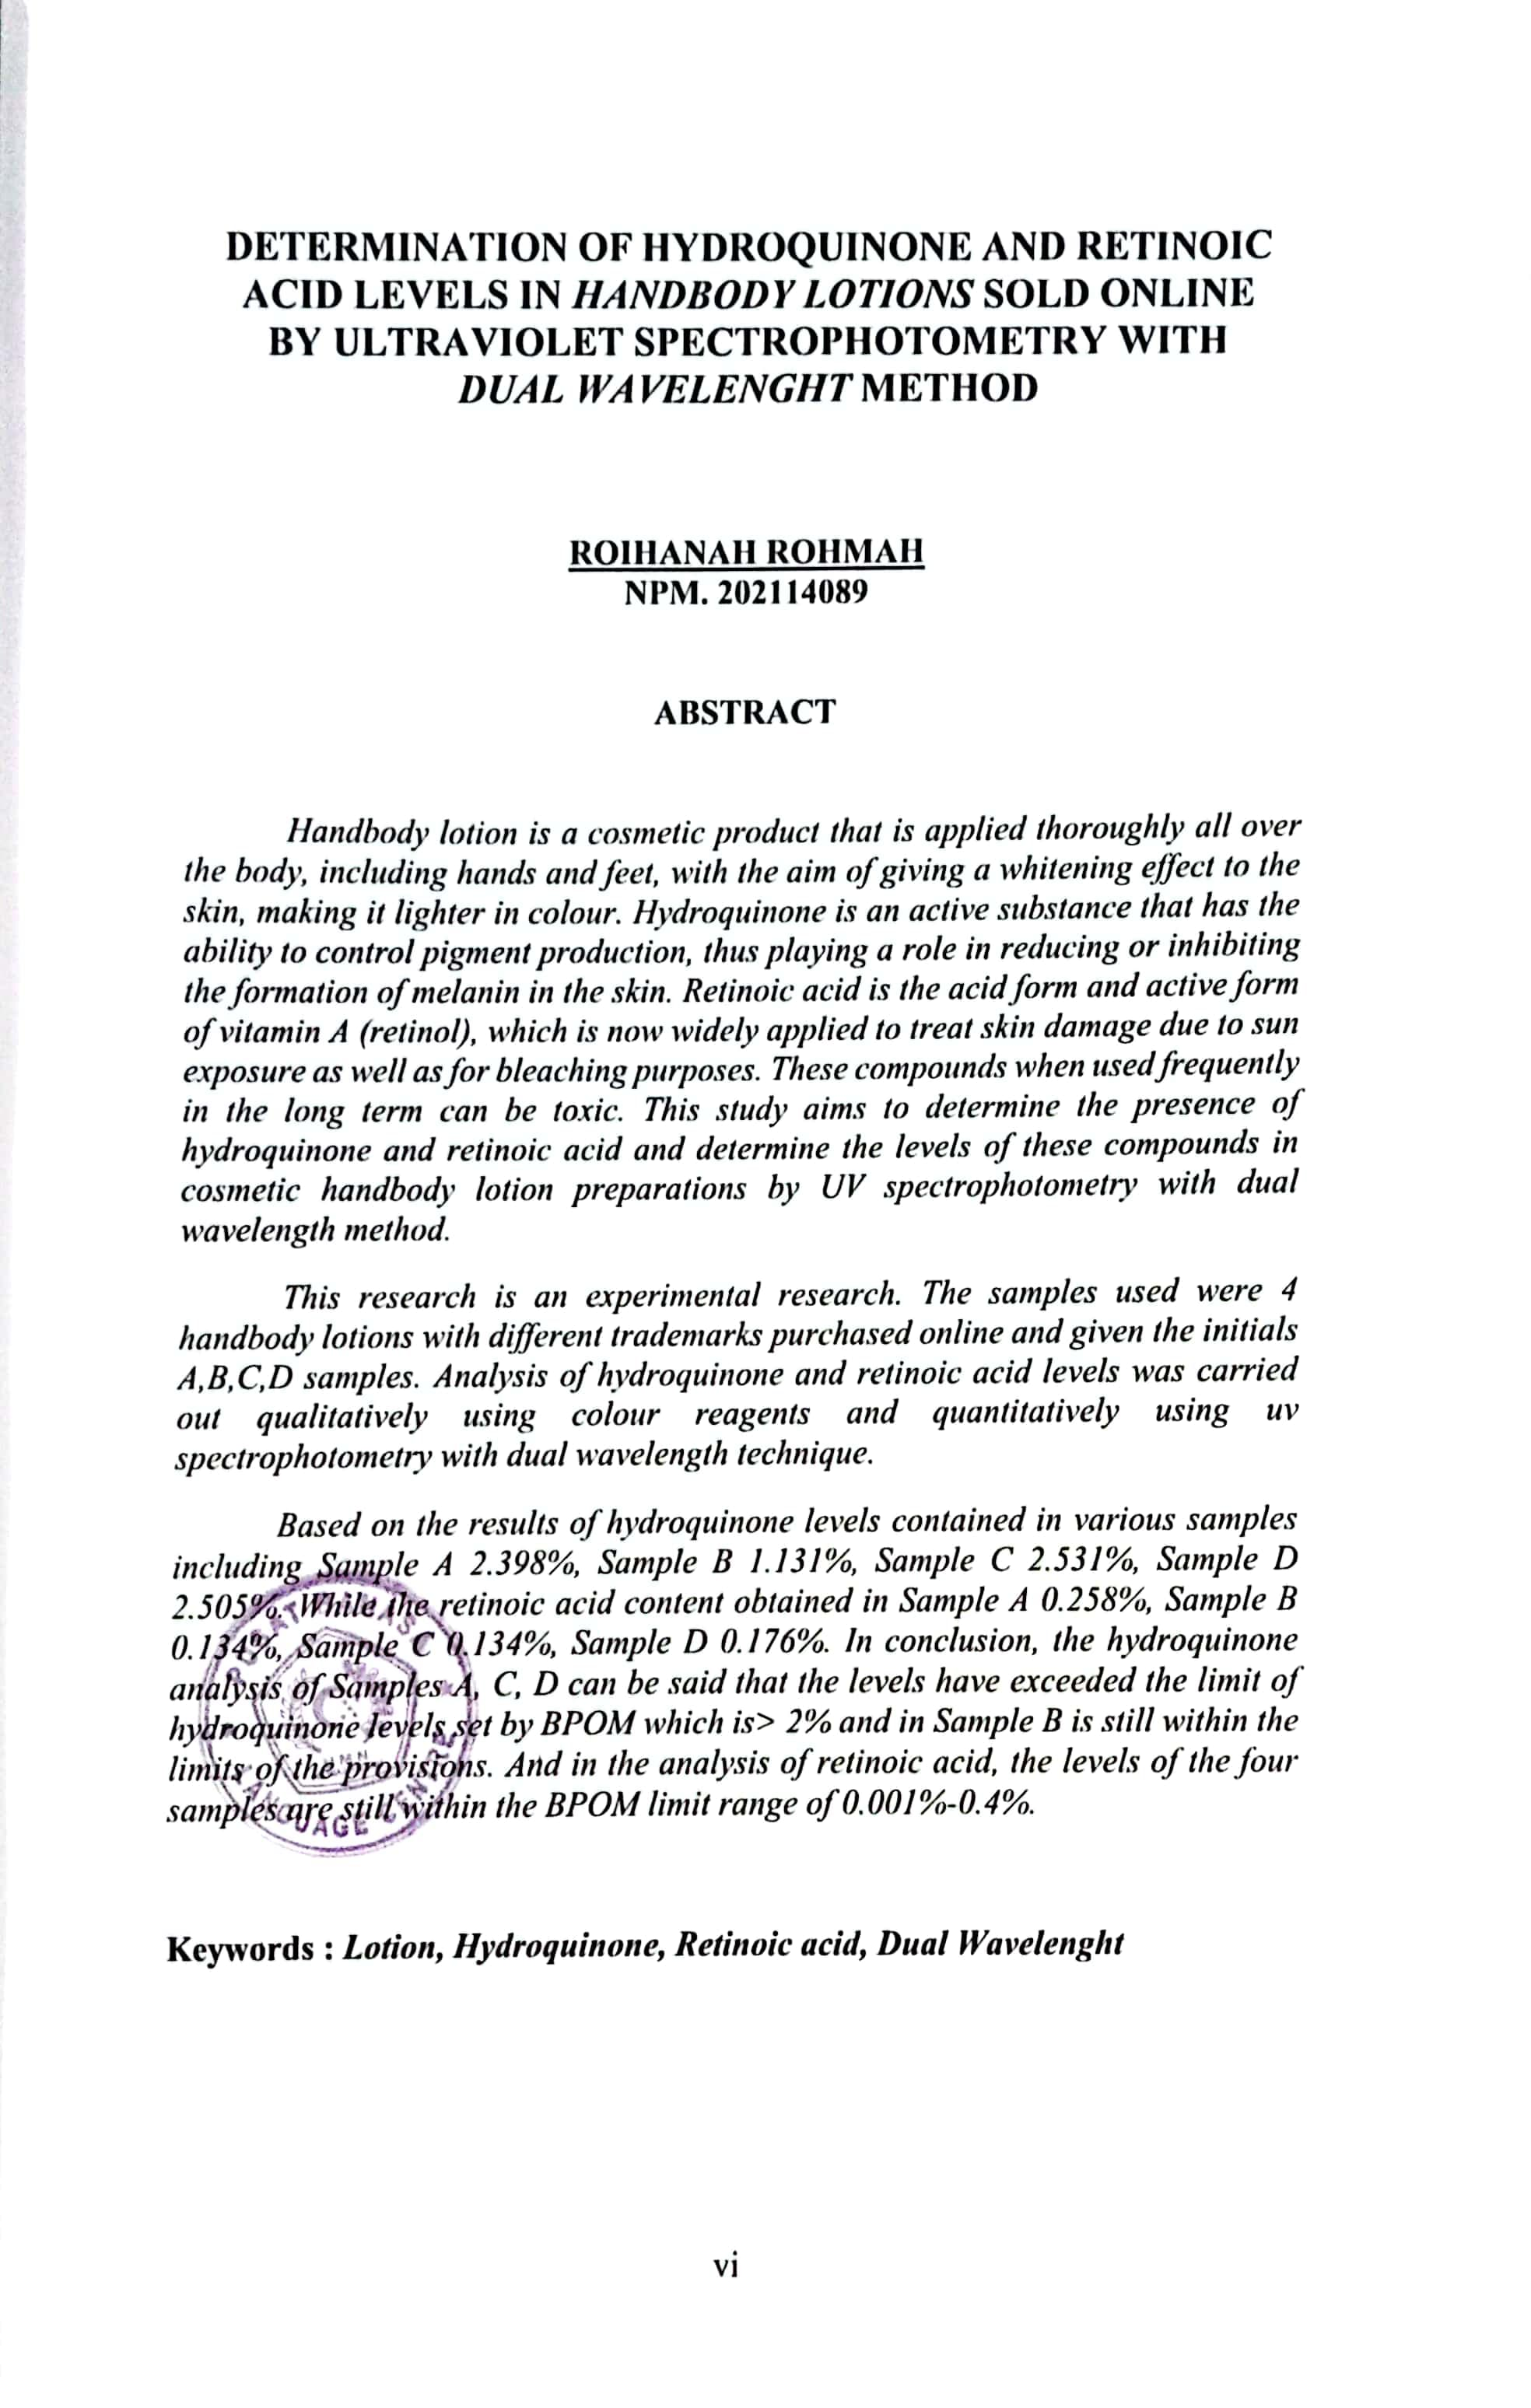 DETERMINATION OF HYDROQUINONE AND RETINOIC
ACID LEVELS IN HANDBODY LOTIONS SOLD ONLINE
BY ULTRAVIOLET SPECTROPHOTOMETRY WITH
DUAL WAVELENGHT METHOD
ROIHANAH ROHMAH
NPM. 202114089
ABSTRACT
Handbody lotion is a cosmetic product that is applied thoroughly all over
the body, including hands and feet, with the aim of giving a whitening effect to the
skin, making it lighter in colour. Hydroquinone is an active substance that has the
ability to control pigment production, thus playing a role in reducing or inhibiting
the formation of melanin in the skin. Retinoic acid is the acid form and active form
of vitamin A (retinol), which is now widely applied to treat skin damage due to sun
exposure as well as for bleaching purposes. These compounds when used frequently
in the long term can be toxic. This study aims to determine the presence of
hydroquinone and retinoic acid and determine the levels of these compounds in
cosmetic handbody lotion preparations by UV spectrophotometry with dual
wavelength method.
This research is an experimental research. The samples used were 4
handbody lotions with different trademarks purchased online and given the initials
A,B,C,D samples. Analysis of hydroquinone and retinoic acid levels was carried
out qualitatively using colour reagents and quantitatively using uv
spectrophotometry with dual wavelength technique.
Based on the results of hydroquinone levels contained in various samples
including Sample A 2.398%, Sample B 1.131%, Sample C 2.531%, Sample D
2.505%. While the retinoic acid content obtained in Sample A 0.258%, Sample B
0.134%, Sample C 0.134%, Sample D 0.176%. In conclusion, the hydroquinone
analysis of Samples A, C, D can be said that the levels have exceeded the limit of
hydroquinone levels set by BPOM which is> 2% and in Sample B is still within the
limits of the provisions. And in the analysis of retinoic acid, the levels of the four
samples are still within the BPOM limit range of 0.001%-0.4%.
LANGUAGE CENTRE
Keywords : Lotion, Hydroquinone, Retinoic acid, Dual Wavelenght
vi